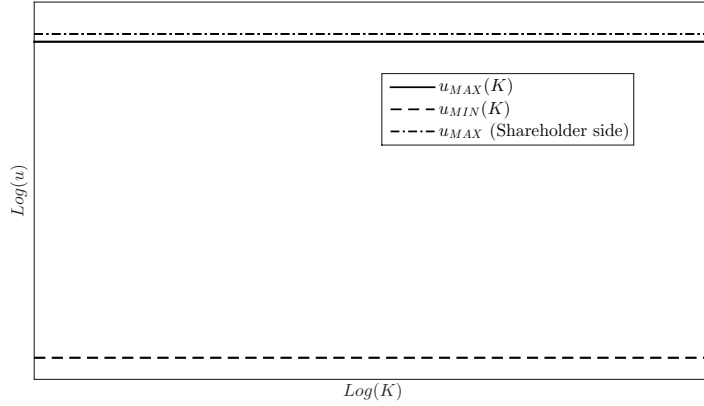 u_{MAX}(K)
u_{MIN}(K)
u_{MAX} (Shareholder side)
Log(u)
Log(K)